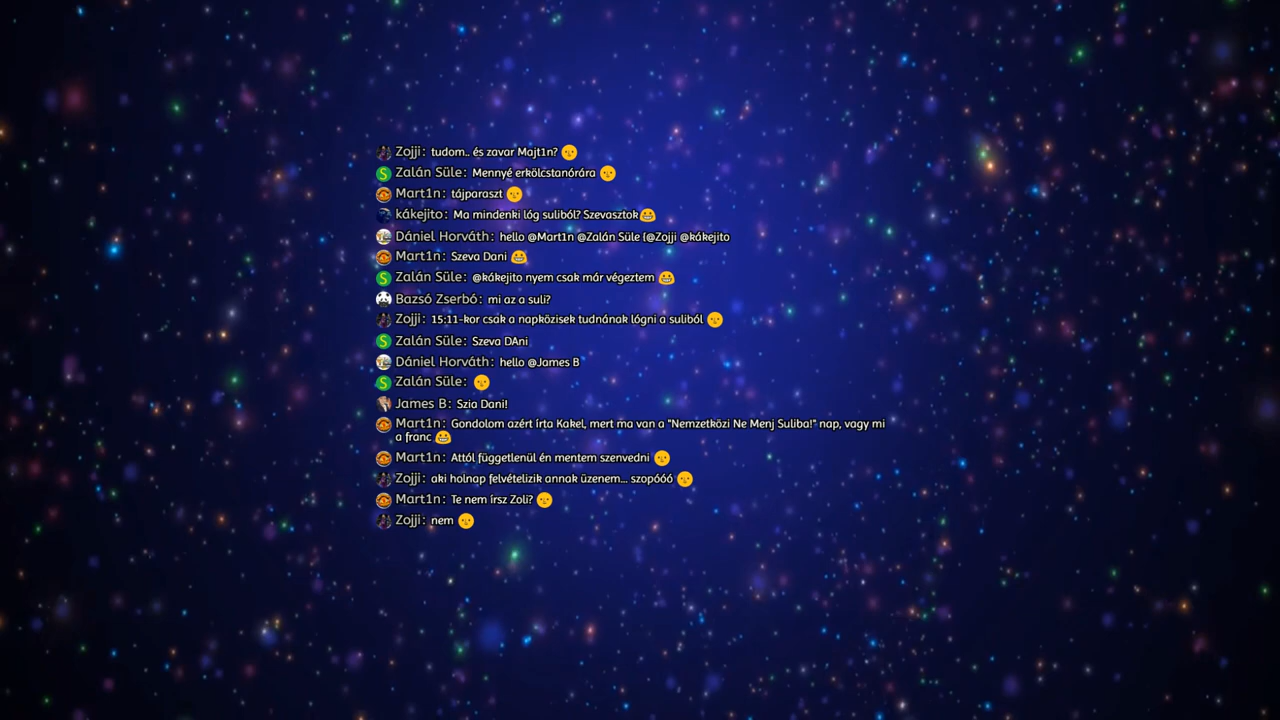 Zojji: tudom.. és zavar Majt1n? 🌝
Zalán Süle: Mennyé erkölcstanórára 🌝
Mart1n: tájparaszt 🌝
kákejito: Ma mindenki lóg suliból? Szevasztok😀
Dániel Horváth: hello @Mart1n @Zalán Süle [@Zojji @kákejito
Mart1n: Szeva Dani 😀
Zalán Süle: @kákejito nyem csak már végeztem 😀
Bazsó Zserbó: mi az a suli?
Zojji: 15:11-kor csak a napközisek tudnának lógni a suliból 🌝
Zalán Süle: Szeva DAni
Dániel Horváth: hello @James B
Zalán Süle: 🌝
James B: Szia Dani!
Mart1n: Gondolom azért írta Kakel, mert ma van a "Nemzetközi Ne Menj Suliba!" nap, vagy mi
a franc 😀
Mart1n: Attól függetlenül én mentem szenvedni 🌝
Zojji: aki holnap felvételizik annak üzenem... szopóóó 🌝
Mart1n: Te nem írsz Zoli? 🌝
Zojji: nem 🌝